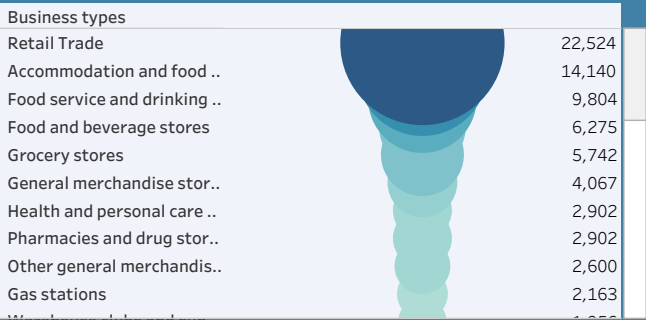 Business types
Retail Trade 22,524
Accommodation and food .. 14,140
Food service and drinking .. 9,804
Food and beverage stores 6,275
Grocery stores 5,742
General merchandise stor.. 4,067
Health and personal care .. 2,902
Pharmacies and drug stor.. 2,902
Other general merchandis.. 2,600
Gas stations 2,163